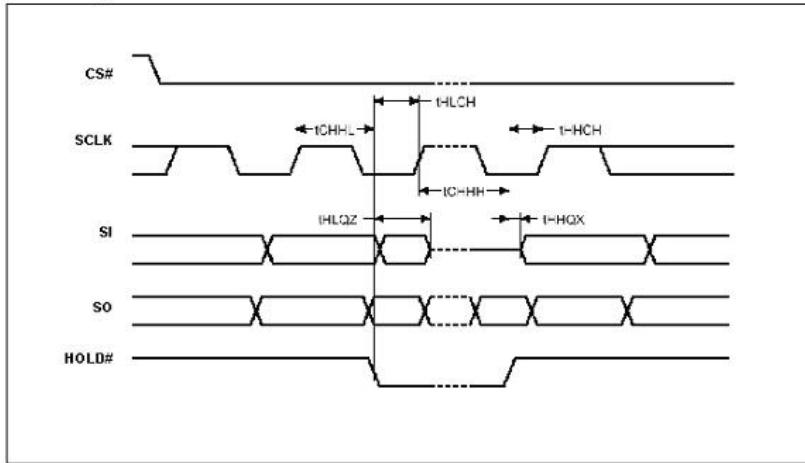 CS#
tHLCH
SCLK
tCHHL
tHHCH
tCHHH
tHLQZ
tHHQX
SI
SO
HOLD#